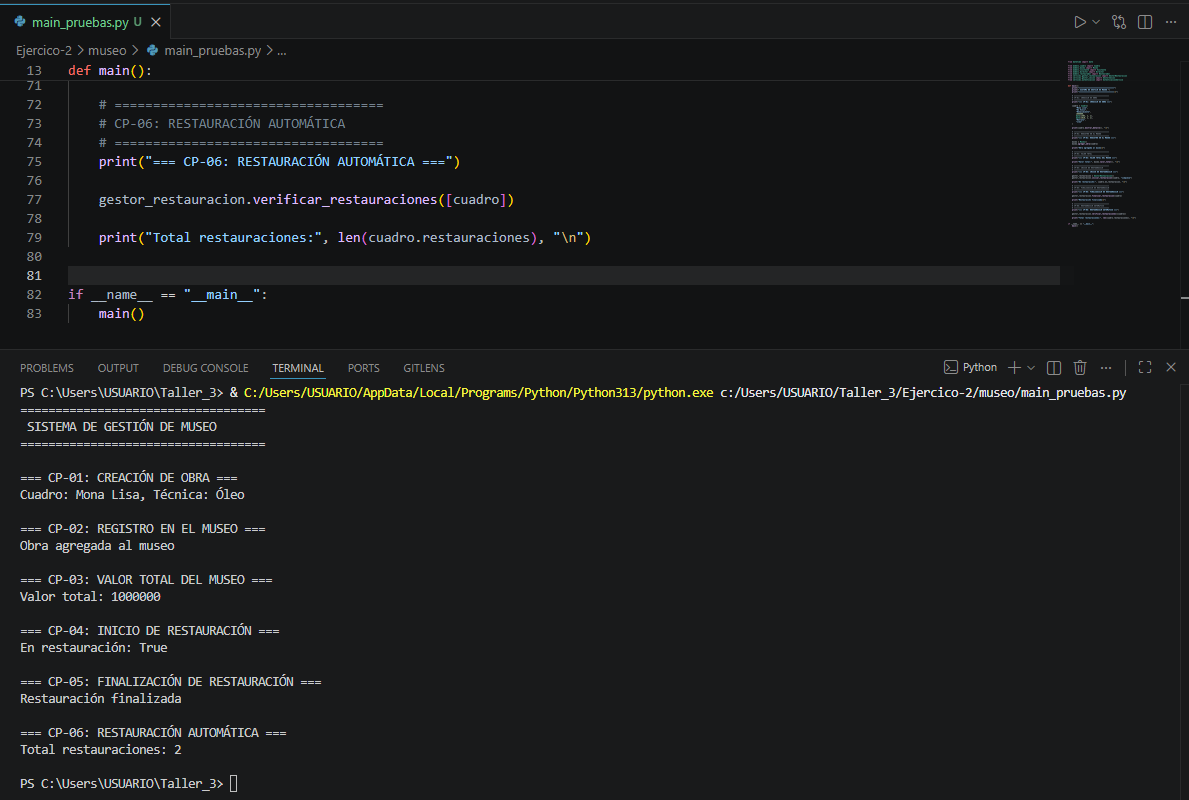 main_pruebas.py U
Ejercico-2 > museo > main_pruebas.py > ...
13 def main():
71
72 # ===================================
73 # CP-06: RESTAURACIÓN AUTOMÁTICA
74 # ===================================
75 print("=== CP-06: RESTAURACIÓN AUTOMÁTICA ===")
76
77 gestor_restauracion.verificar_restauraciones([cuadro])
78
79 print("Total restauraciones:", len(cuadro.restauraciones), "\n")
80
81
82 if __name__ == "__main__":
83 main()
PROBLEMS OUTPUT DEBUG CONSOLE TERMINAL PORTS GITLENS Python
PS C:\Users\USUARIO\Taller_3> & C:/Users/USUARIO/AppData/Local/Programs/Python/Python313/python.exe c:/Users/USUARIO/Taller_3/Ejercico-2/museo/main_pruebas.py
===================================
SISTEMA DE GESTIÓN DE MUSEO
===================================
=== CP-01: CREACIÓN DE OBRA ===
Cuadro: Mona Lisa, Técnica: Óleo
=== CP-02: REGISTRO EN EL MUSEO ===
Obra agregada al museo
=== CP-03: VALOR TOTAL DEL MUSEO ===
Valor total: 1000000
=== CP-04: INICIO DE RESTAURACIÓN ===
En restauración: True
=== CP-05: FINALIZACIÓN DE RESTAURACIÓN ===
Restauración finalizada
=== CP-06: RESTAURACIÓN AUTOMÁTICA ===
Total restauraciones: 2
PS C:\Users\USUARIO\Taller_3>